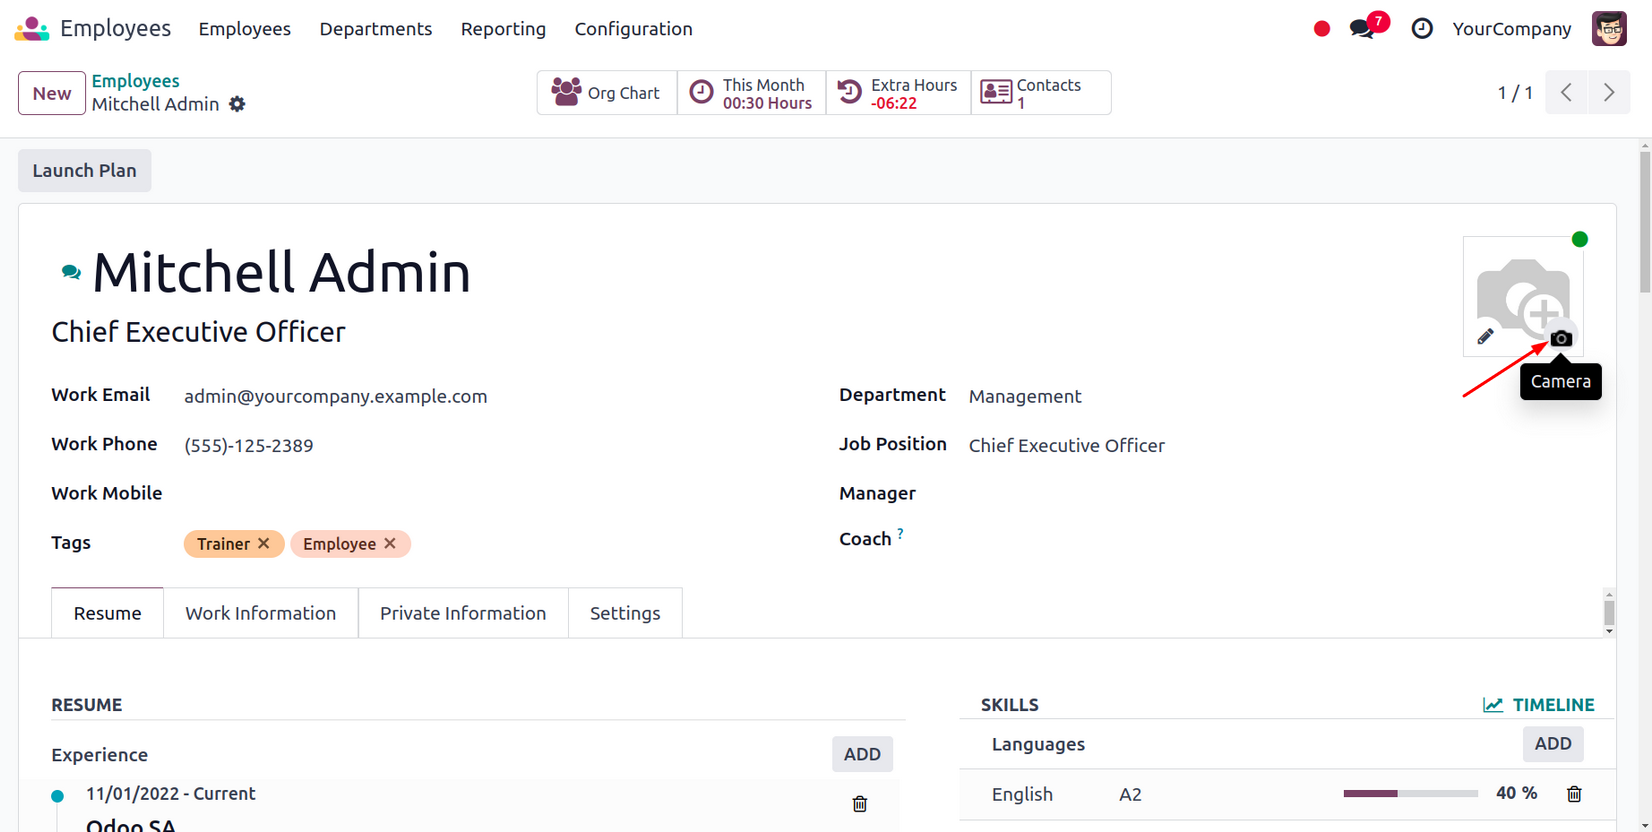 Employees Employees Departments Reporting Configuration 7 YourCompany
New Employees
Mitchell Admin
Org Chart
This Month
00:30 Hours
Extra Hours
-06:22
Contacts
1
1 / 1
Launch Plan
Mitchell Admin
Chief Executive Officer
Camera
Work Email admin@yourcompany.example.com
Work Phone (555)-125-2389
Work Mobile
Tags Trainer Employee
Department Management
Job Position Chief Executive Officer
Manager
Coach ?
Resume Work Information Private Information Settings
RESUME
Experience ADD
11/01/2022 - Current
Odoo SA
SKILLS TIMELINE
Languages ADD
English A2 40 %